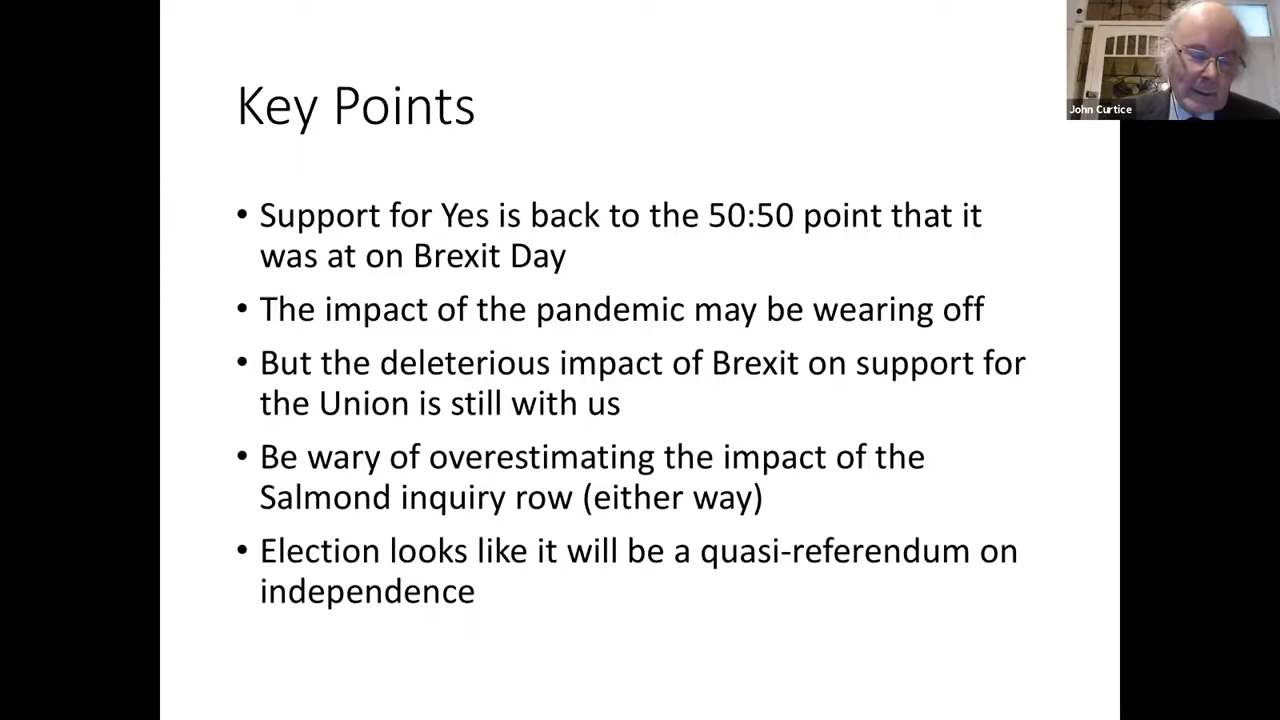 John Curtice
Key Points
• Support for Yes is back to the 50:50 point that it
was at on Brexit Day
• The impact of the pandemic may be wearing off
• But the deleterious impact of Brexit on support for
the Union is still with us
• Be wary of overestimating the impact of the
Salmond inquiry row (either way)
• Election looks like it will be a quasi-referendum on
independence